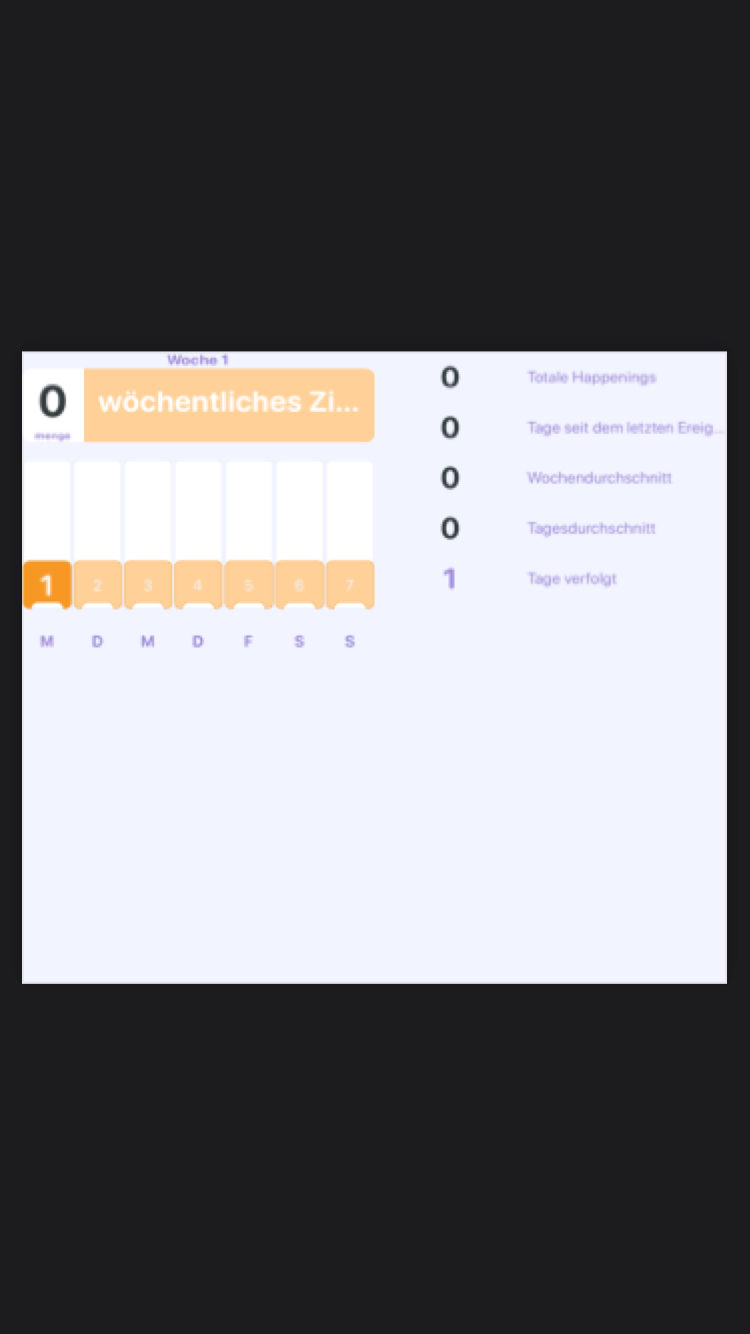 Woche 1
0
menge
wöchentliches Zi...
1 2 3 4 5 6 7
M D M D F S S
0 Totale Happenings
0 Tage seit dem letzten Ereig...
0 Wochendurchschnitt
0 Tagesdurchschnitt
1 Tage verfolgt